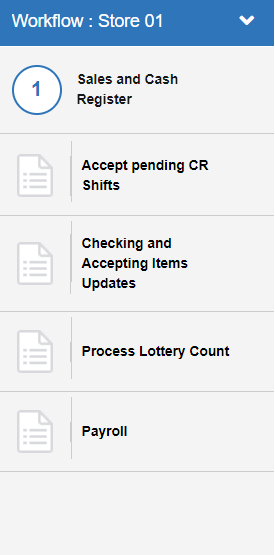 Workflow : Store 01
1
Sales and Cash
Register
Accept pending CR
Shifts
Checking and
Accepting Items
Updates
Process Lottery Count
Payroll